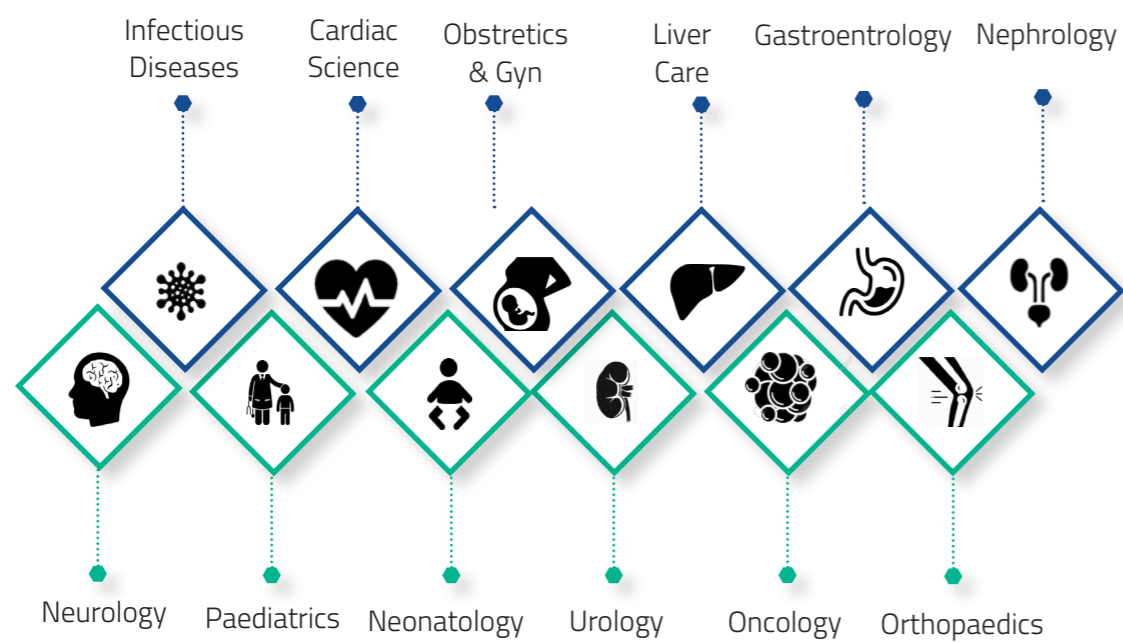 Infectious
Diseases
Cardiac
Science
Obstretics
& Gyn
Liver
Care
Gastroentrology
Nephrology
Neurology
Paediatrics
Neonatology
Urology
Oncology
Orthopaedics